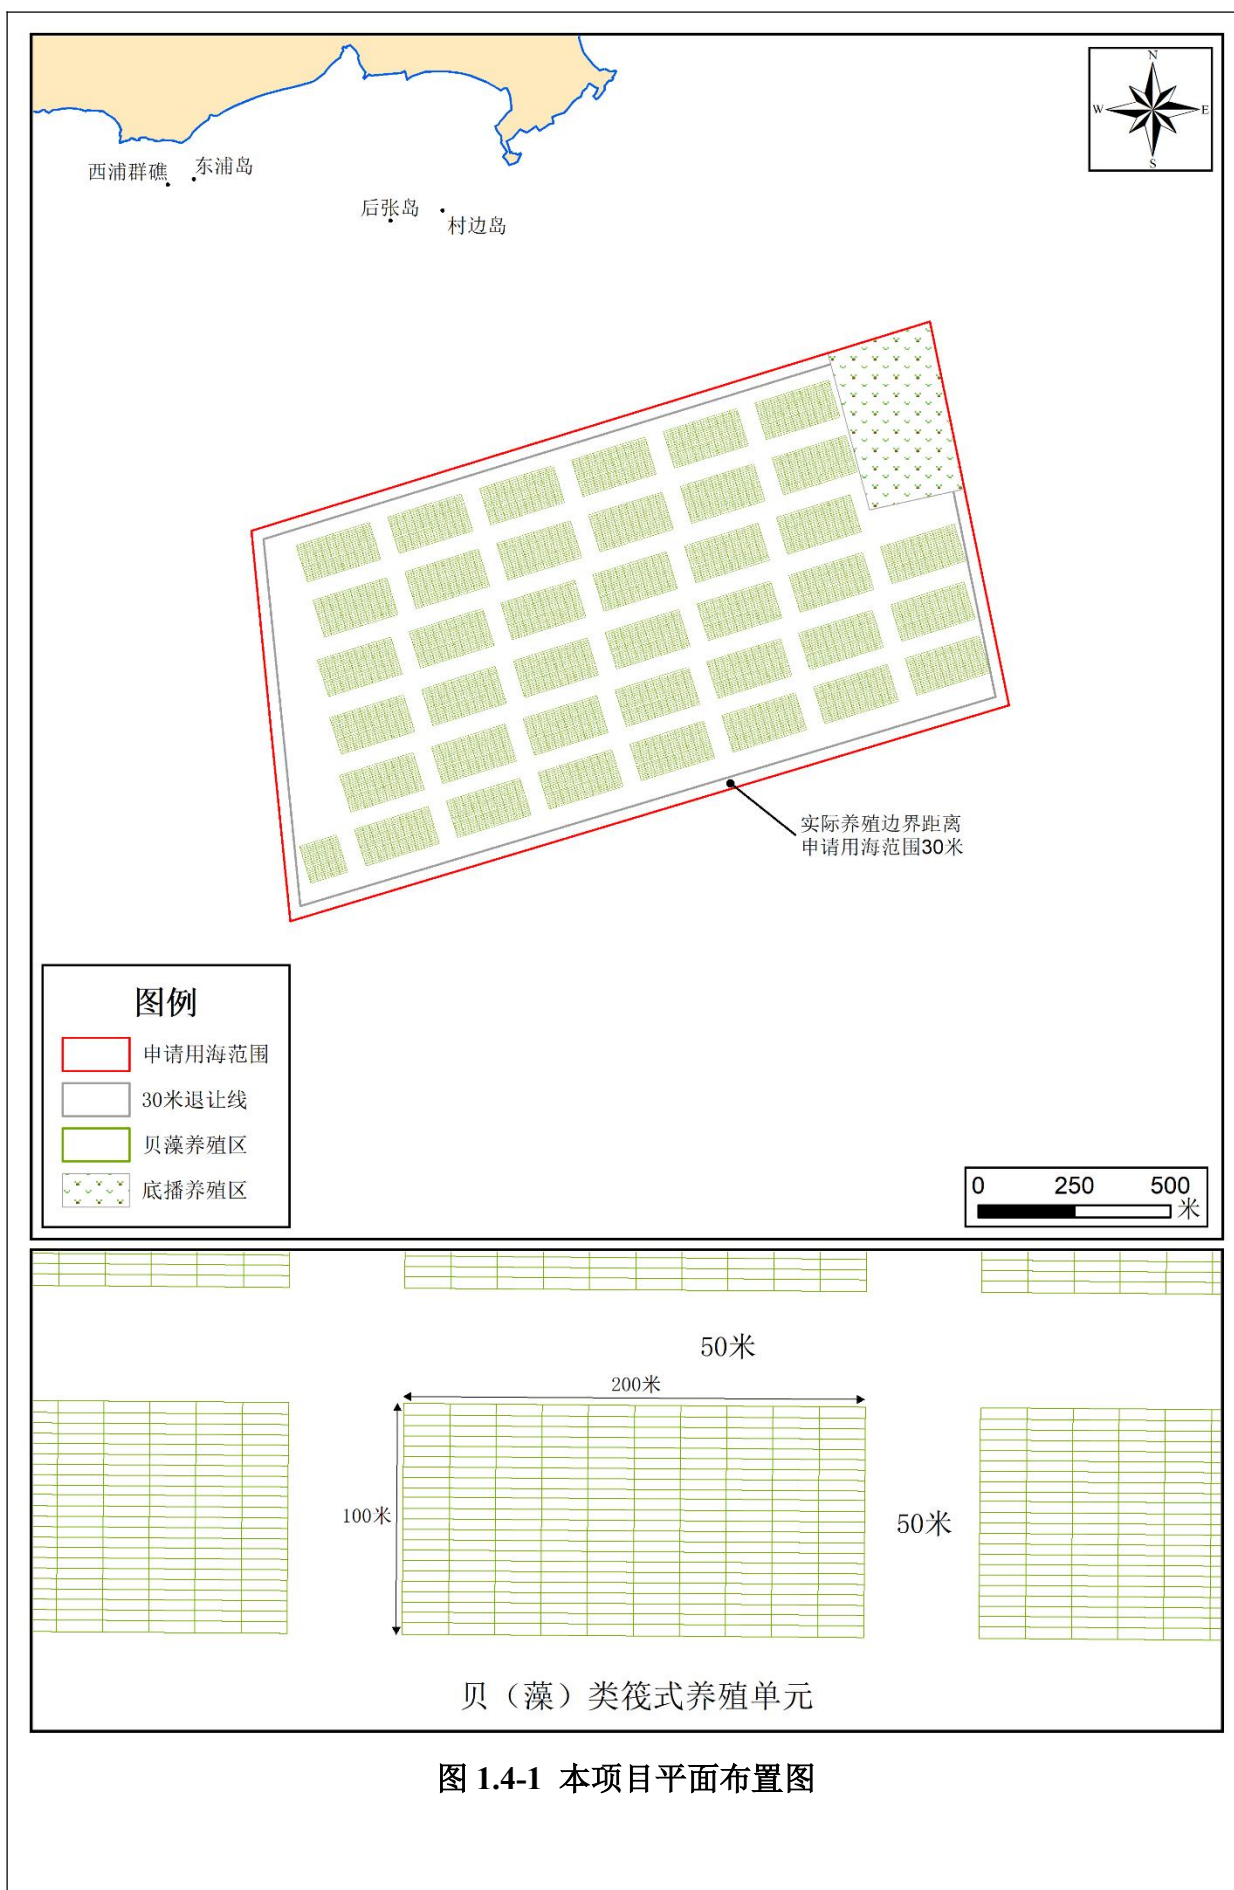 N
W
E
S
西浦群礁
东浦岛
后张岛
村边岛
实际养殖边界距离
申请用海范围30米
图例
申请用海范围
30米退让线
贝藻养殖区
底播养殖区
0 250 500
米
50米
200米
100米
50米
贝（藻）类筏式养殖单元
图 1.4-1 本项目平面布置图